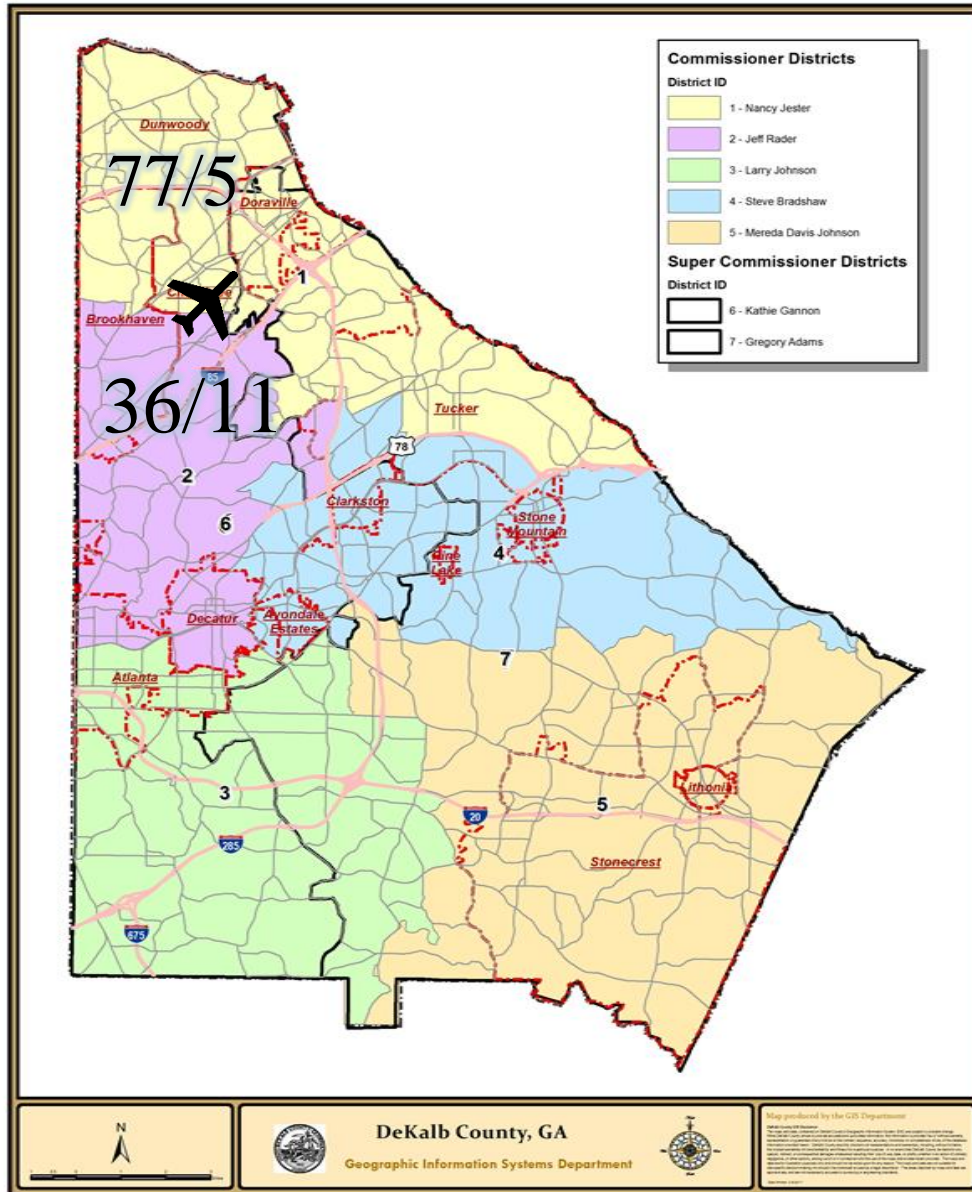 Commissioner Districts
District ID
1 - Nancy Jester
2 - Jeff Rader
3 - Larry Johnson
4 - Steve Bradshaw
5 - Mereda Davis Johnson
Super Commissioner Districts
District ID
6 - Kathie Gannon
7 - Gregory Adams
Dunwoody
77/5
Doraville
1
Brookhaven
85
36/11
Tucker
78
2
Clarkston
Stone
Mountain
6
4
Decatur
Avondale
Estates
7
Atlanta
3
5
20
285
Stonecrest
675
N
DeKalb County, GA
Geographic Information Systems Department
Map produced by the GIS Department